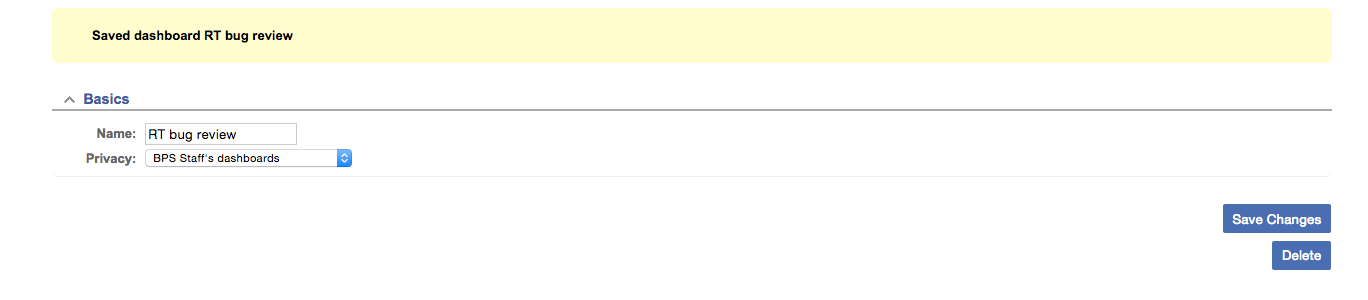 Saved dashboard RT bug review
Basics
Name: RT bug review
Privacy: BPS Staff's dashboards
Save Changes
Delete